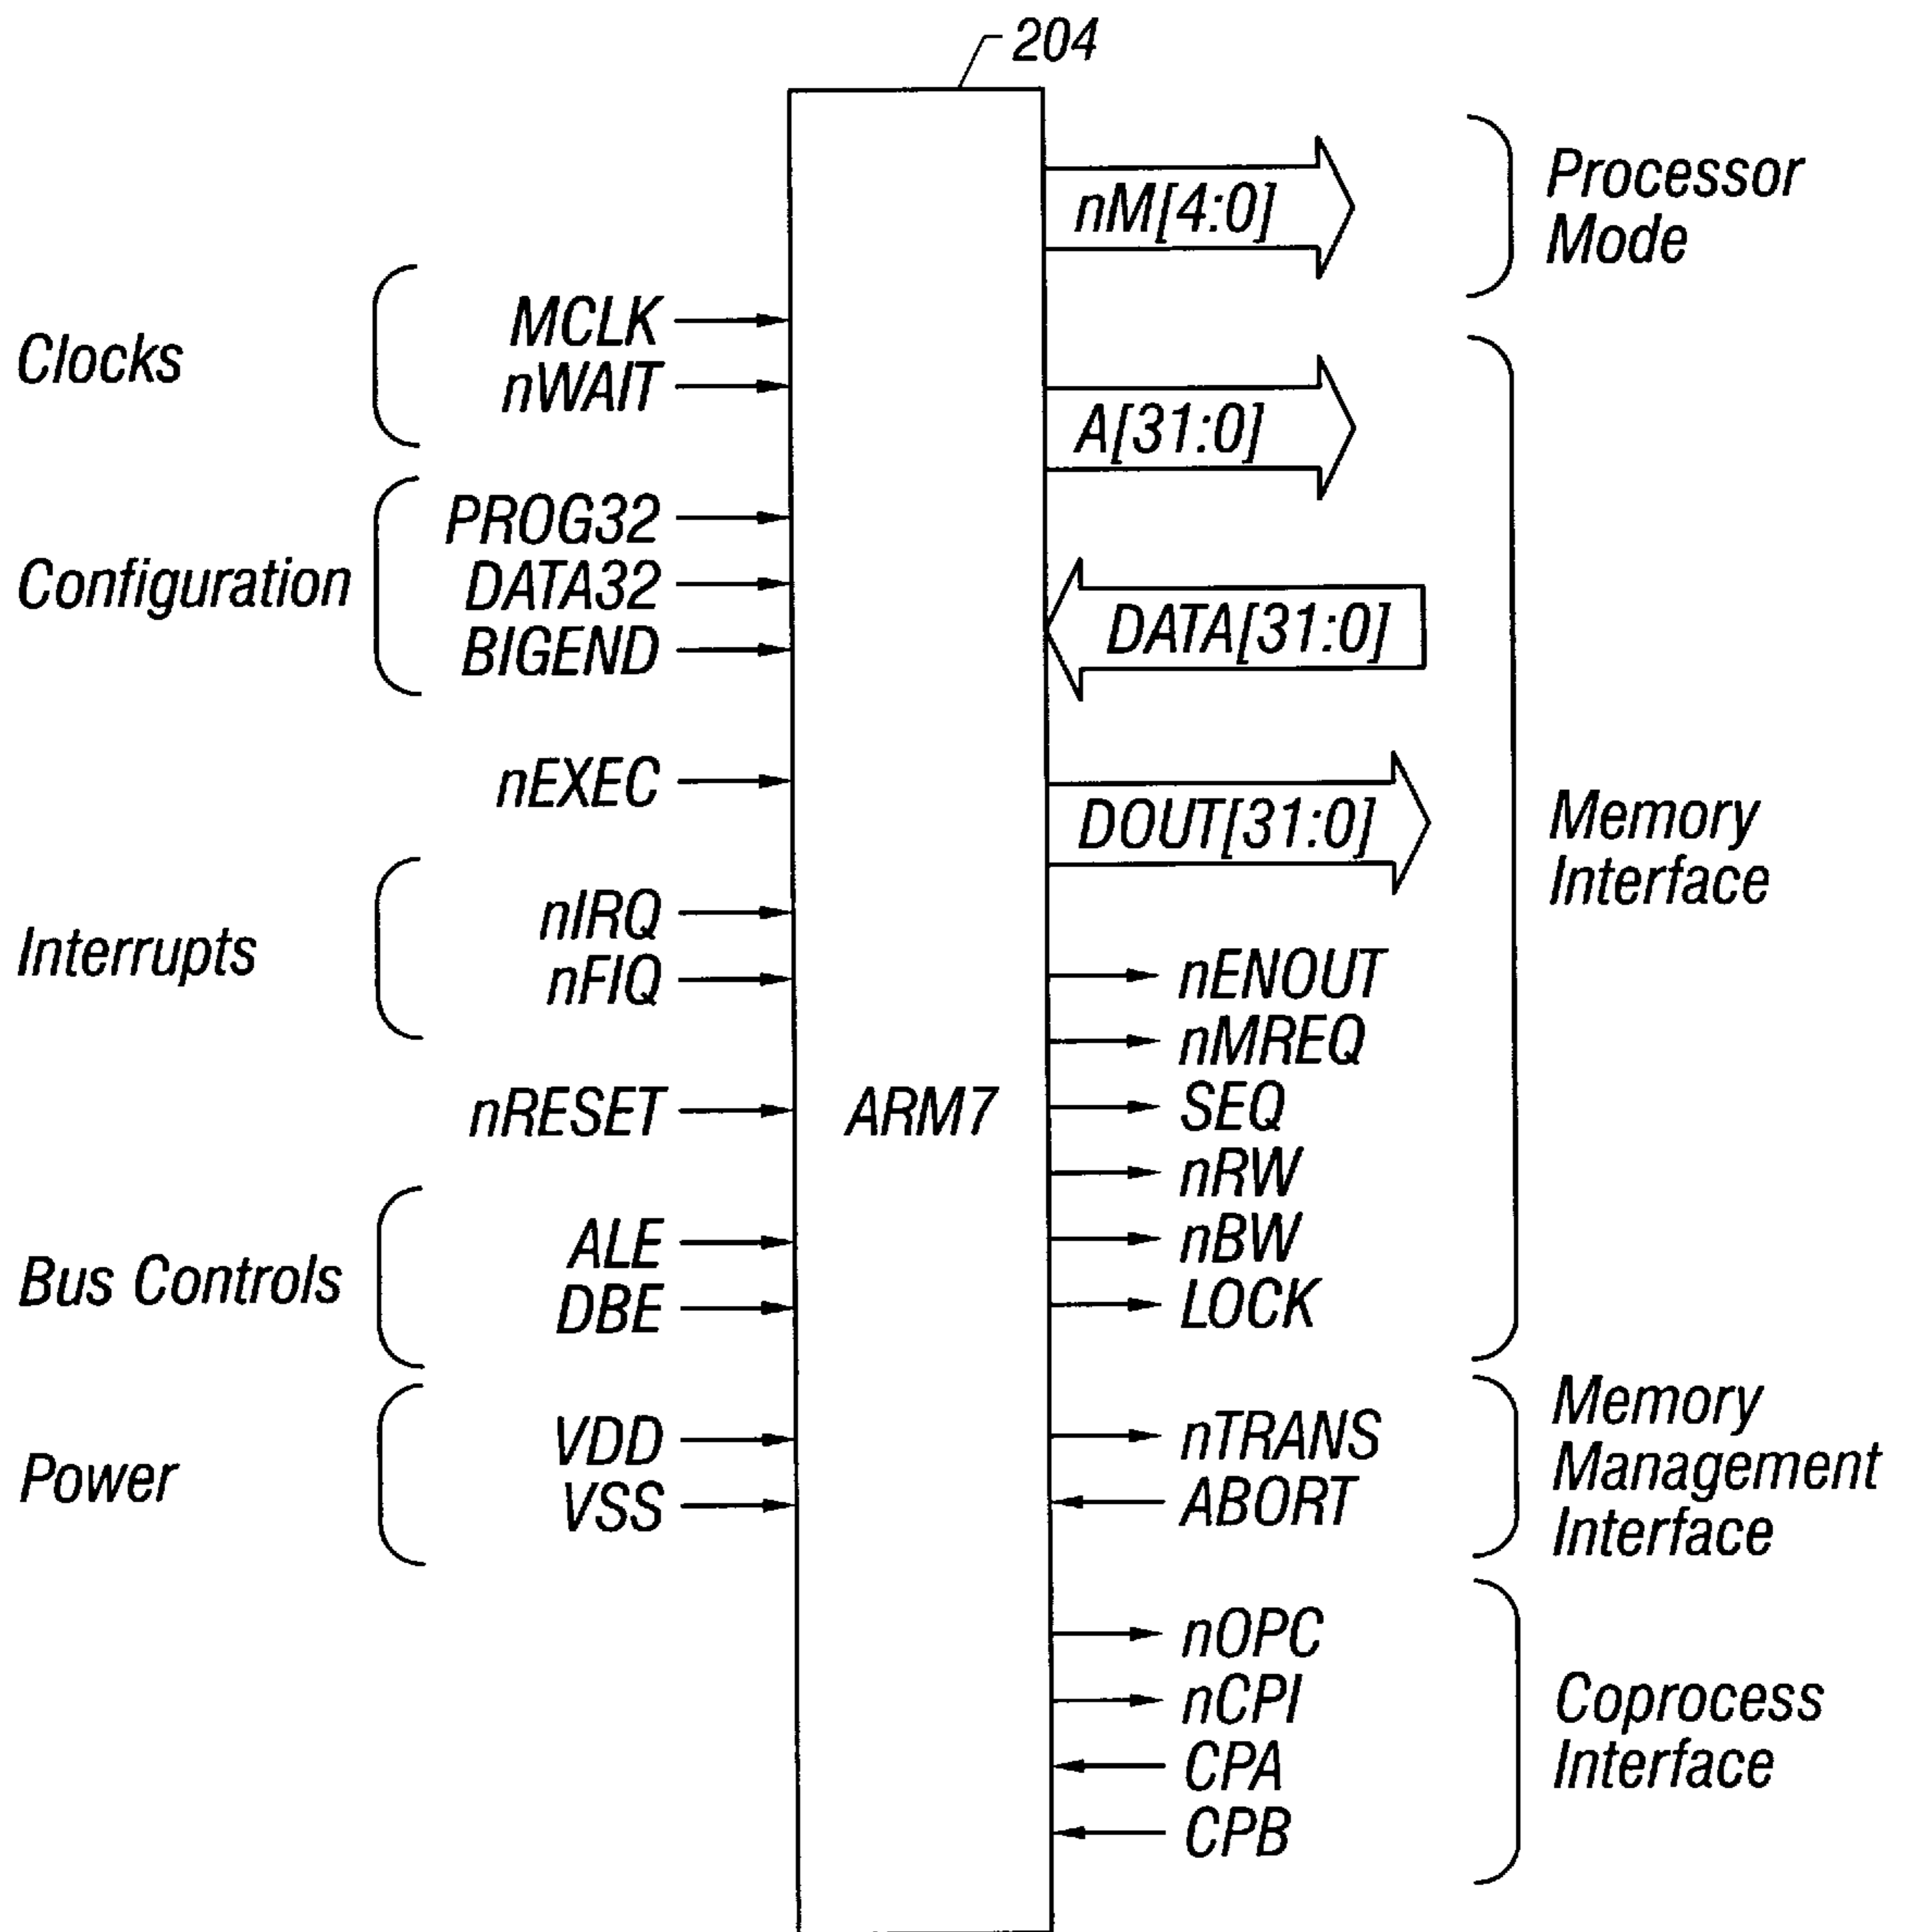 204
Clocks
MCLK
nWAIT
Configuration
PROG32
DATA32
BIGEND
nEXEC
Interrupts
nIRQ
nFIQ
nRESET
Bus Controls
ALE
DBE
Power
VDD
VSS
ARM7
nM[4:0]
Processor
Mode
A[31:0]
DATA[31:0]
DOUT[31:0]
nENOUT
nMREQ
SEQ
nRW
nBW
LOCK
Memory
Interface
nTRANS
ABORT
Memory
Management
Interface
nOPC
nCPI
CPA
CPB
Coprocess
Interface